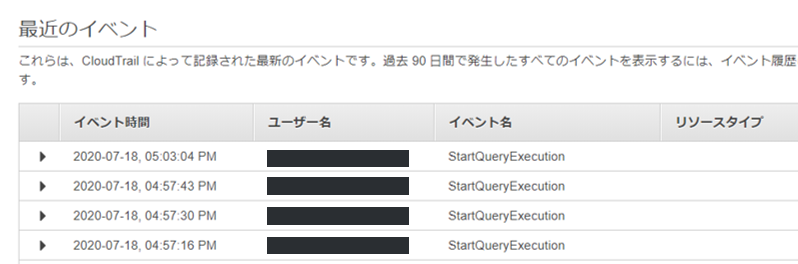 最近のイベント
これらは、CloudTrail によって記録された最新のイベントです。過去 90 日間で発生したすべてのイベントを表示するには、イベント履歴
す。
イベント時間 ユーザー名 イベント名 リソースタイプ
2020-07-18, 05:03:04 PM StartQueryExecution
2020-07-18, 04:57:43 PM StartQueryExecution
2020-07-18, 04:57:30 PM StartQueryExecution
2020-07-18, 04:57:16 PM StartQueryExecution